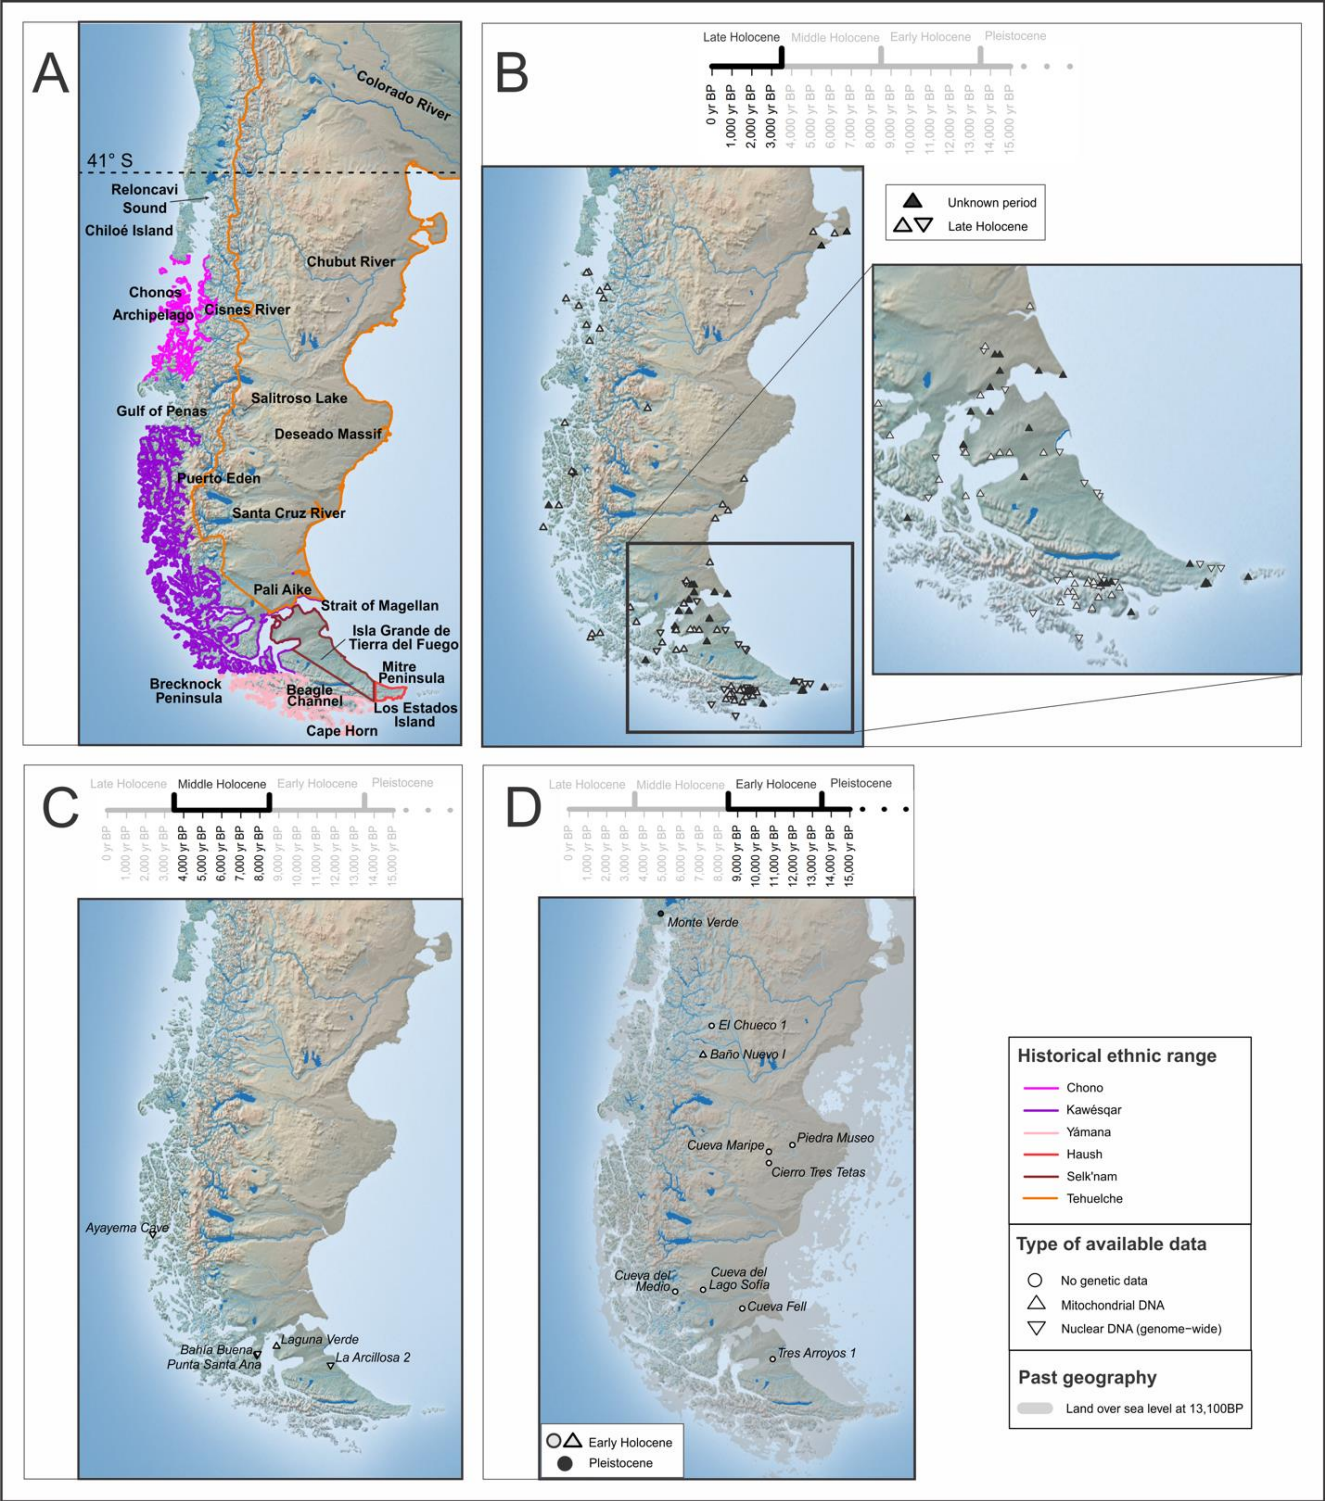 A
Colorado River
41° S
Reloncavi
Sound
Chiloé Island
Chubut River
Chonos
Archipelago
Cisnes River
Salitroso Lake
Gulf of Penas
Deseado Massif
Puerto Eden
Santa Cruz River
Pali Aike
Strait of Magellan
Isla Grande de
Tierra del Fuego
Mitre
Peninsula
Brecknock
Peninsula
Beagle
Channel
Los Estados
Island
Cape Horn
B
Late Holocene
Middle Holocene
Early Holocene
Pleistocene
0 yr BP
1,000 yr BP
2,000 yr BP
3,000 yr BP
4,000 yr BP
5,000 yr BP
6,000 yr BP
7,000 yr BP
8,000 yr BP
9,000 yr BP
10,000 yr BP
11,000 yr BP
12,000 yr BP
13,000 yr BP
14,000 yr BP
15,000 yr BP
Unknown period
Late Holocene
C
Late Holocene
Middle Holocene
Early Holocene
Pleistocene
0 yr BP
1,000 yr BP
2,000 yr BP
3,000 yr BP
4,000 yr BP
5,000 yr BP
6,000 yr BP
7,000 yr BP
8,000 yr BP
9,000 yr BP
10,000 yr BP
11,000 yr BP
12,000 yr BP
13,000 yr BP
14,000 yr BP
15,000 yr BP
Ayayema Cave
Laguna Verde
Bahía Buena
Punta Santa Ana
La Arcillosa 2
D
Late Holocene
Middle Holocene
Early Holocene
Pleistocene
0 yr BP
1,000 yr BP
2,000 yr BP
3,000 yr BP
4,000 yr BP
5,000 yr BP
6,000 yr BP
7,000 yr BP
8,000 yr BP
9,000 yr BP
10,000 yr BP
11,000 yr BP
12,000 yr BP
13,000 yr BP
14,000 yr BP
15,000 yr BP
Monte Verde
El Chueco 1
Baño Nuevo I
Piedra Museo
Cueva Maripe
Cierro Tres Tetas
Cueva del
Medio
Cueva del
Lago Sofía
Cueva Fell
Tres Arroyos 1
Early Holocene
Pleistocene
Historical ethnic range
Chono
Kawésqar
Yámana
Haush
Selk'nam
Tehuelche
Type of available data
No genetic data
Mitochondrial DNA
Nuclear DNA (genome−wide)
Past geography
Land over sea level at 13,100BP